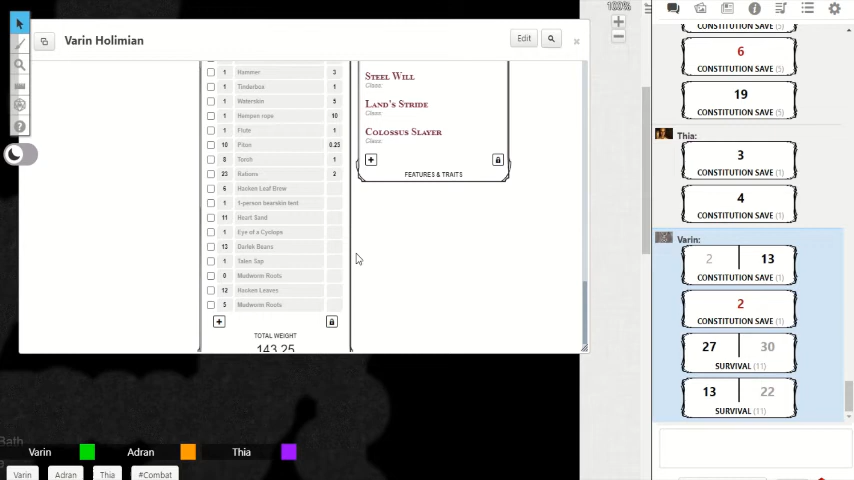 100%
Varin Holimian
Edit
1 Hammer 3
1 Tinderbox 1
1 Waterskin 5
1 Hempen rope 10
1 Flute 1
10 Piton 0.25
8 Torch 1
23 Rations 2
6 Hasken Leaf Brew
1 1-person bearskin tent
11 Heart Sand
1 Eye of a Cyclops
13 Darlek Beans
1 Talen Sap
0 Mudworm Roots
12 Hasken Leaves
5 Mudworm Roots
TOTAL WEIGHT
143.25
STEEL WILL
Class:
LAND'S STRIDE
Class:
COLOSSUS SLAYER
Class:
FEATURES & TRAITS
CONSTITUTION SAVE (5)
6
CONSTITUTION SAVE (5)
19
CONSTITUTION SAVE (5)
Thia:
3
CONSTITUTION SAVE (1)
4
CONSTITUTION SAVE (1)
Varin:
2 13
CONSTITUTION SAVE (1)
2
CONSTITUTION SAVE (1)
27 30
SURVIVAL (11)
13 22
SURVIVAL (11)
Bath
Varin Adran Thia
Varin Adran Thia #Combat